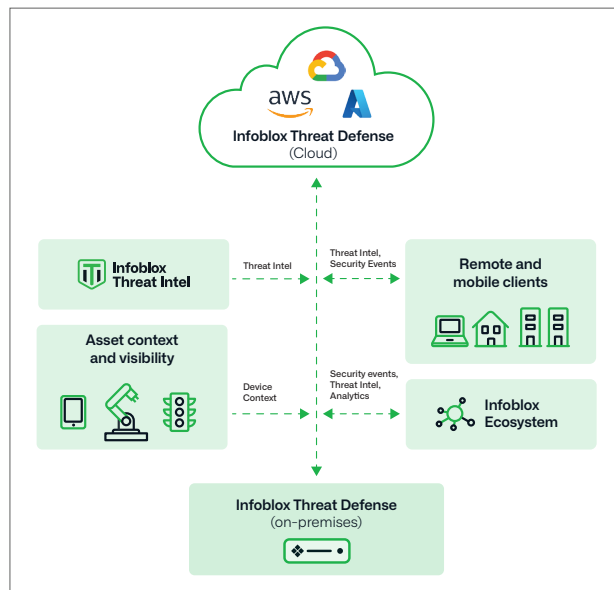 aws
Infoblox Threat Defense
(Cloud)
Infoblox
Threat Intel
Threat Intel
Threat Intel,
Security Events
Remote and
mobile clients
Asset context
and visibility
Device
Context
Security events,
Threat Intel,
Analytics
Infoblox
Ecosystem
Infoblox Threat Defense
(on-premises)